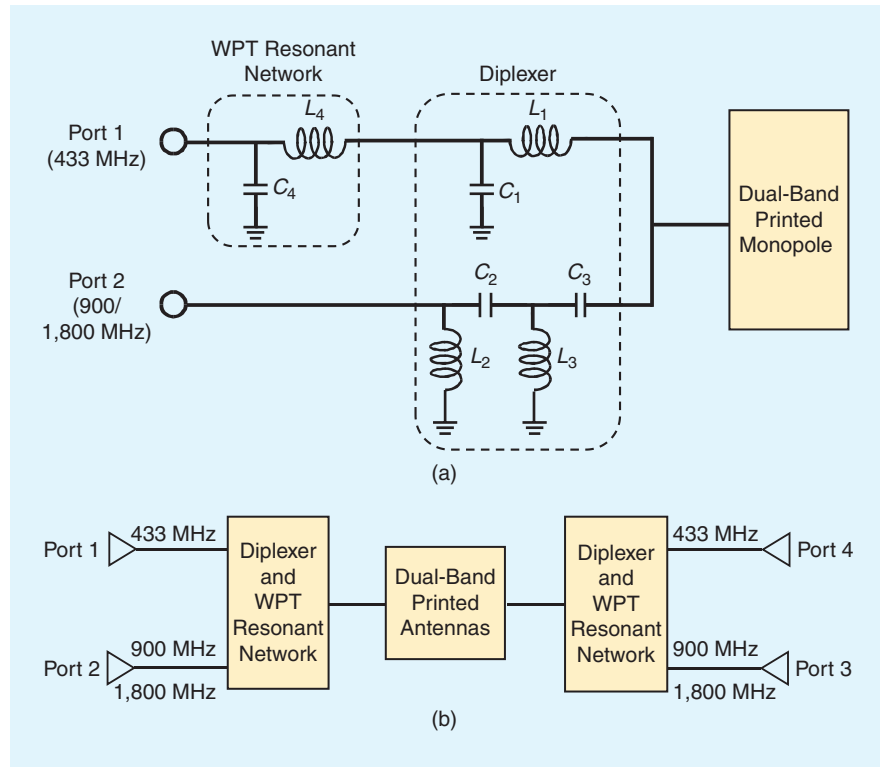 WPT Resonant
Network
Diplexer
L4
L1
Port 1
(433 MHz)
C4
C1
Dual-Band
Printed
Monopole
Port 2
(900/
1,800 MHz)
C2
C3
L2
L3
(a)
Port 1
433 MHz
Port 2
900 MHz
1,800 MHz
Diplexer
and
WPT
Resonant
Network
Dual-Band
Printed
Antennas
Diplexer
and
WPT
Resonant
Network
433 MHz
Port 4
900 MHz
Port 3
1,800 MHz
(b)